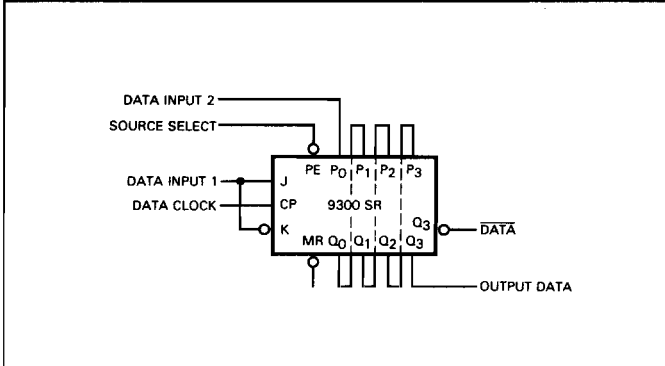 DATA INPUT 2
SOURCE SELECT
PE P0 P1 P2 P3
DATA INPUT 1
J
DATA CLOCK
CP
9300 SR
K
Q3
DATA
MR Q0 Q1 Q2 Q3
OUTPUT DATA